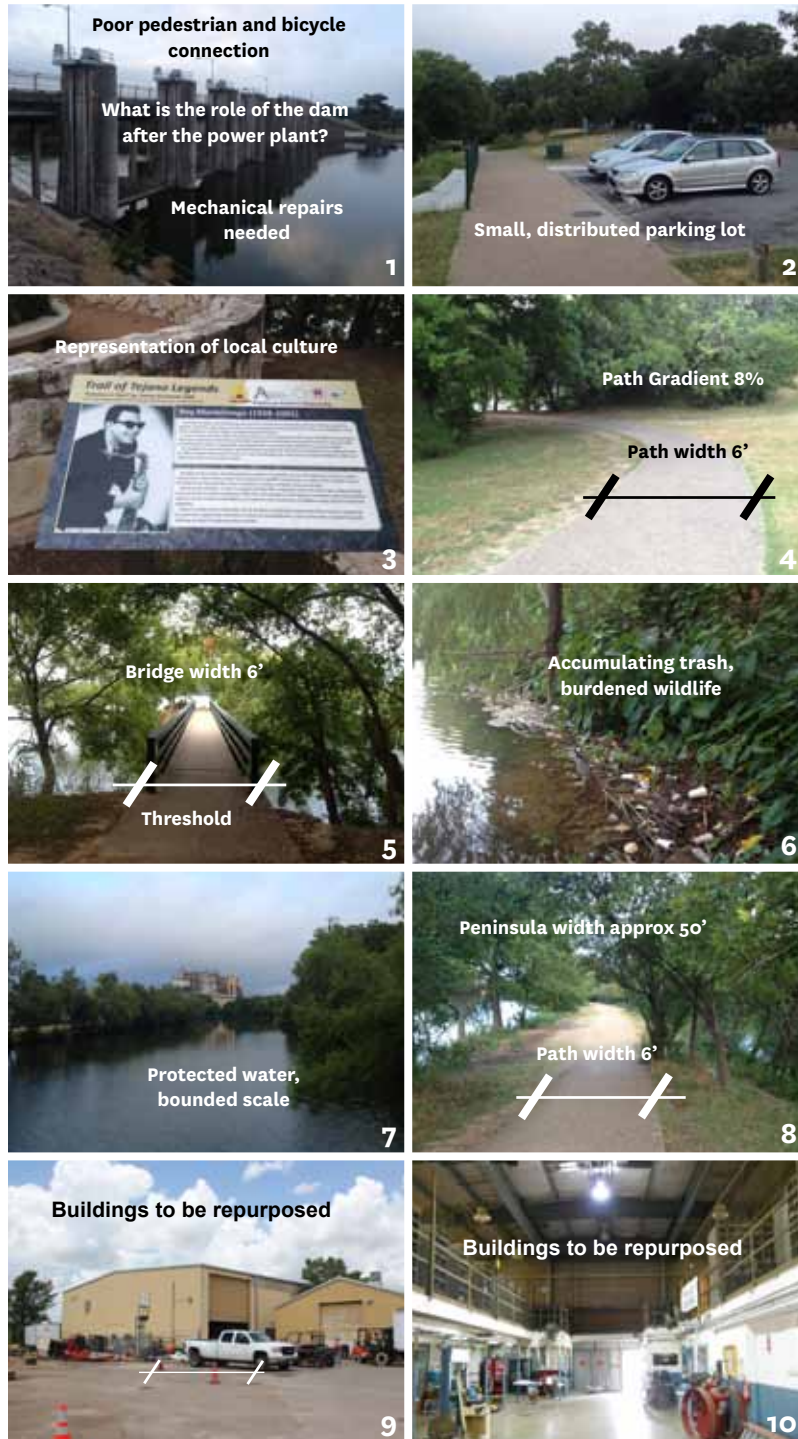 Poor pedestrian and bicycle
connection
What is the role of the dam
after the power plant?
Mechanical repairs
needed
1
Small, distributed parking lot
2
Representation of local culture
Trail of Tejano Legends
3
Path Gradient 8%
Path width 6’
4
Bridge width 6’
Threshold
5
Accumulating trash,
burdened wildlife
6
Protected water,
bounded scale
7
Peninsula width approx 50’
Path width 6’
8
Buildings to be repurposed
9
Buildings to be repurposed
10